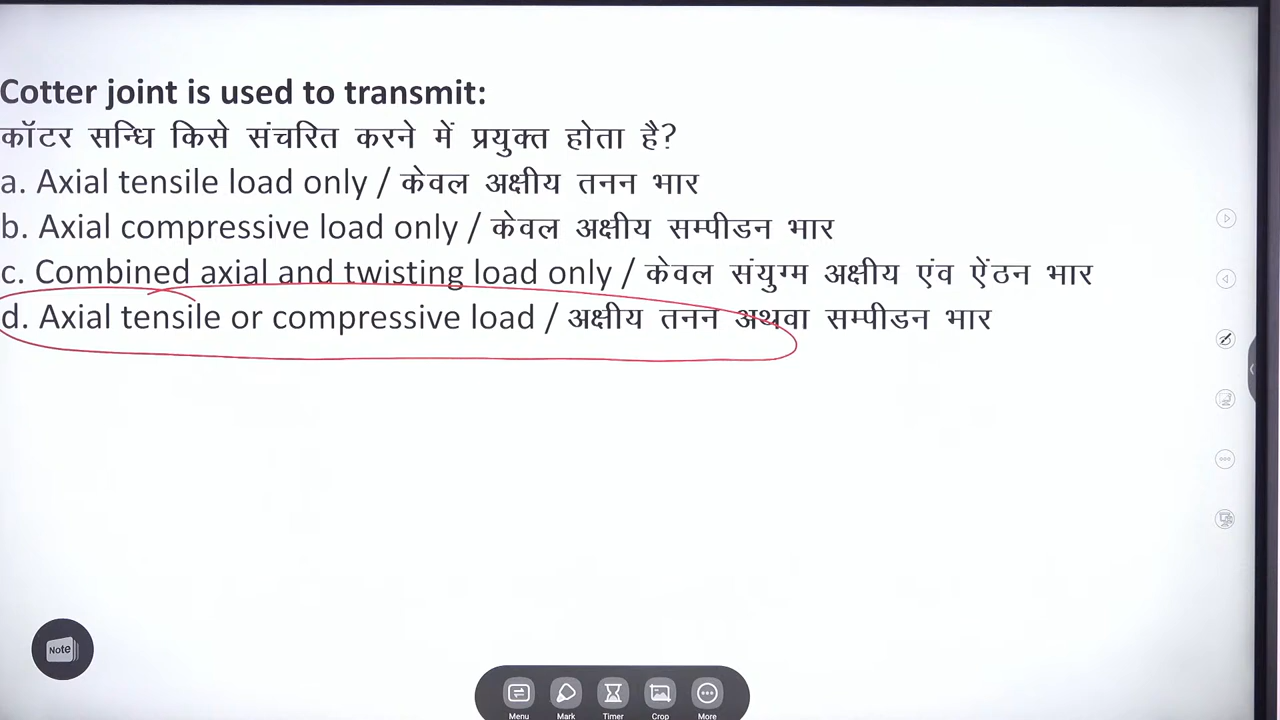 Cotter joint is used to transmit:
कॉटर सन्धि किसे संचरित करने में प्रयुक्त होता है?
a. Axial tensile load only / केवल अक्षीय तनन भार
b. Axial compressive load only / केवल अक्षीय सम्पीडन भार
c. Combined axial and twisting load only / केवल संयुग्म अक्षीय एंव ऐंठन भार
d. Axial tensile or compressive load / अक्षीय तनन अथवा सम्पीडन भार
Note
Menu Mark Timer Crop More